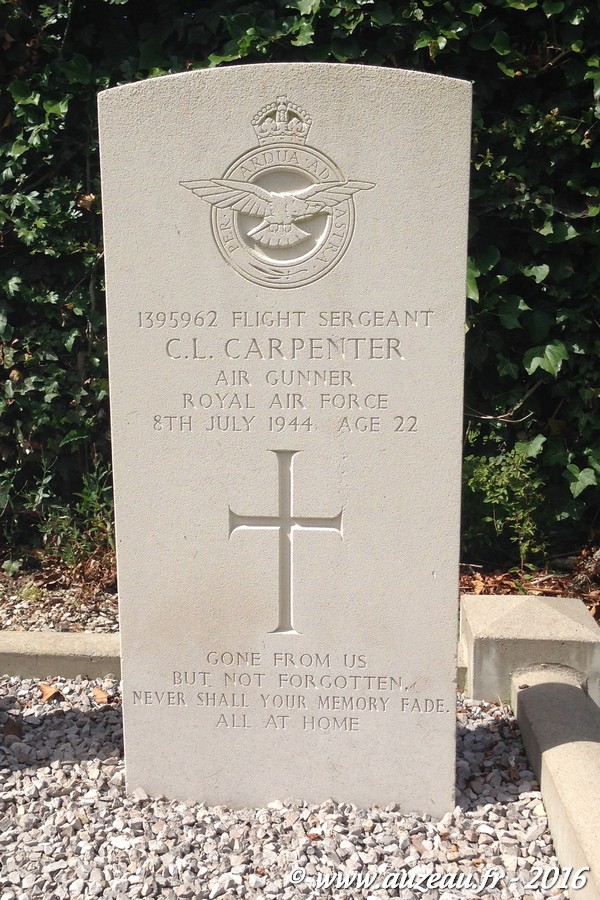 PER ARDUA AD ASTRA
1395962 FLIGHT SERGEANT
C.L. CARPENTER
AIR GUNNER
ROYAL AIR FORCE
8TH JULY 1944 AGE 22
GONE FROM US
BUT NOT FORGOTTEN.
NEVER SHALL YOUR MEMORY FADE.
ALL AT HOME
© www.auzeau.fr - 2016 ®